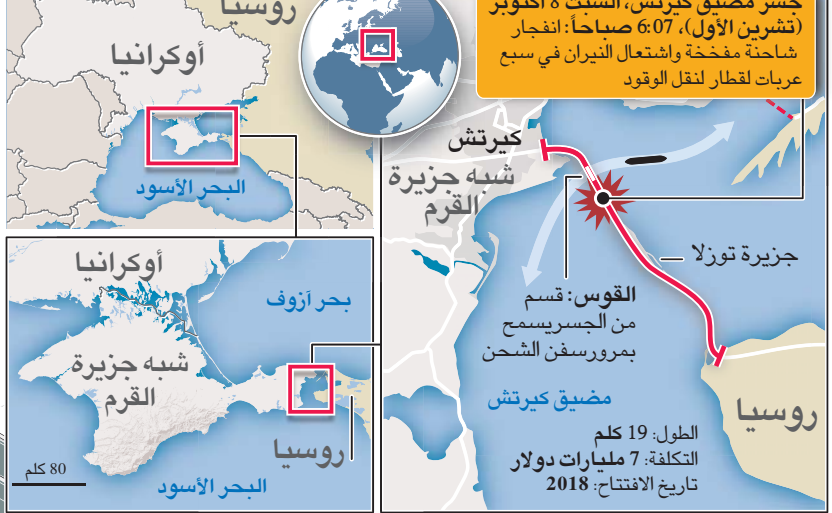 جسر مضيق كيرتش، السبت 8 أكتوبر
(تشرين الأول)، 6:07 صباحاً: انفجار
شاحنة مفخخة واشتعال النيران في سبع
عربات لقطار لنقل الوقود
روسيا
أوكرانيا
البحر الأسود
كيرتش
شبه جزيرة
القرم
جزيرة توزلا
القوس: قسم
من الجسريسمح
بمرورسفن الشحن
مضيق كيرتش
روسيا
الطول: 19 كلم
التكلفة: 7 مليارات دولار
تاريخ الافتتاح: 2018
أوكرانيا
بحر آزوف
شبه جزيرة
القرم
روسيا
80 كلم
البحر الأسود